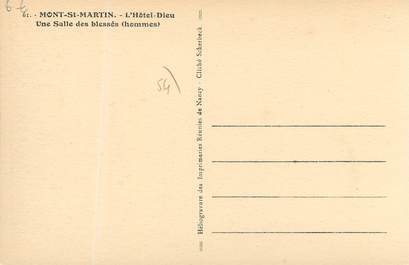 6 €
61. - MONT-St-MARTIN. - L'Hôtel-Dieu
Une Salle des blessés (hommes)
54)
Héliogravure des Imprimeries Réunies de Nancy - Cliché Scherbeck